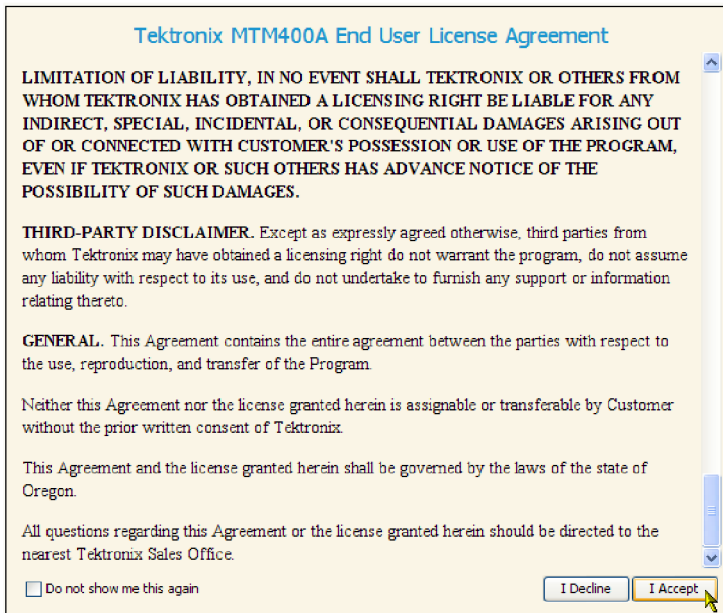 Tektronix MTM400A End User License Agreement
LIMITATION OF LIABILITY, IN NO EVENT SHALL TEKTRONIX OR OTHERS FROM
WHOM TEKTRONIX HAS OBTAINED A LICENSING RIGHT BE LIABLE FOR ANY
INDIRECT, SPECIAL, INCIDENTAL, OR CONSEQUENTIAL DAMAGES ARISING OUT
OF OR CONNECTED WITH CUSTOMER'S POSSESSION OR USE OF THE PROGRAM,
EVEN IF TEKTRONIX OR SUCH OTHERS HAS ADVANCE NOTICE OF THE
POSSIBILITY OF SUCH DAMAGES.
THIRD-PARTY DISCLAIMER. Except as expressly agreed otherwise, third parties from
whom Tektronix may have obtained a licensing right do not warrant the program, do not assume
any liability with respect to its use, and do not undertake to furnish any support or information
relating thereto.
GENERAL. This Agreement contains the entire agreement between the parties with respect to
the use, reproduction, and transfer of the Program.
Neither this Agreement nor the license granted herein is assignable or transferable by Customer
without the prior written consent of Tektronix.
This Agreement and the license granted herein shall be governed by the laws of the state of
Oregon.
All questions regarding this Agreement or the license granted herein should be directed to the
nearest Tektronix Sales Office.
Do not show me this again
I Decline
I Accept